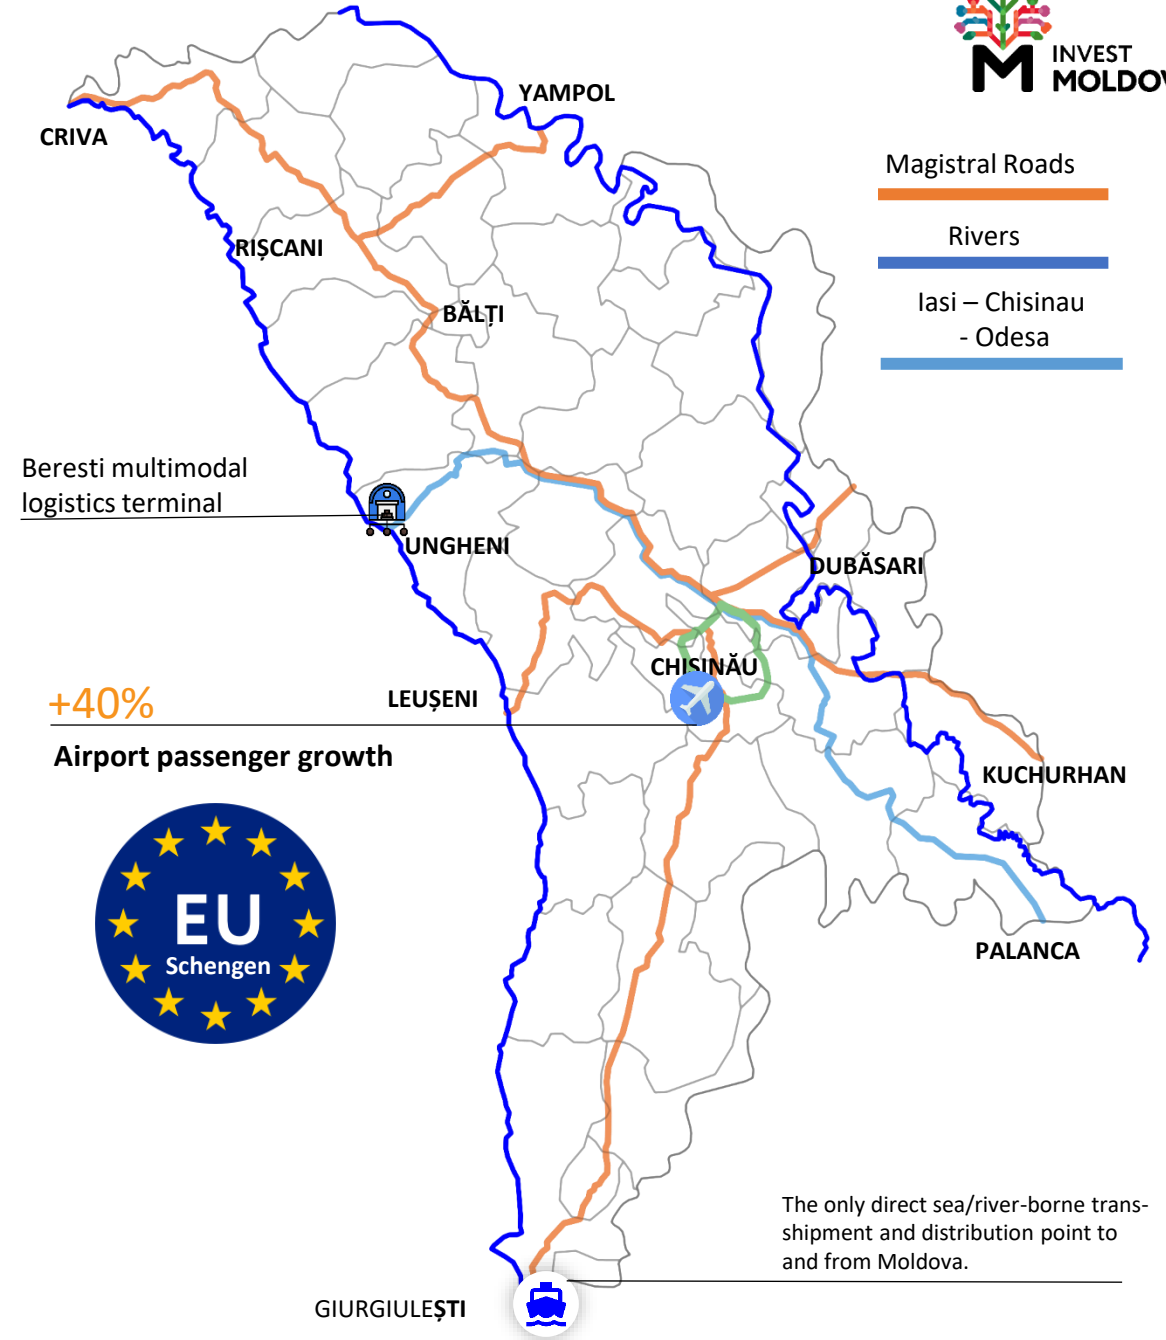 INVEST
MOLDOV
YAMPOL
CRIVA
Magistral Roads
Rivers
Iasi – Chisinau
- Odesa
RIȘCANI
BĂLȚI
Beresti multimodal
logistics terminal
UNGHENI
DUBĂSARI
CHISINĂU
LEUȘENI
+40%
Airport passenger growth
KUCHURHAN
EU
Schengen
PALANCA
The only direct sea/river-borne trans-
shipment and distribution point to
and from Moldova.
GIURGIULEȘTI